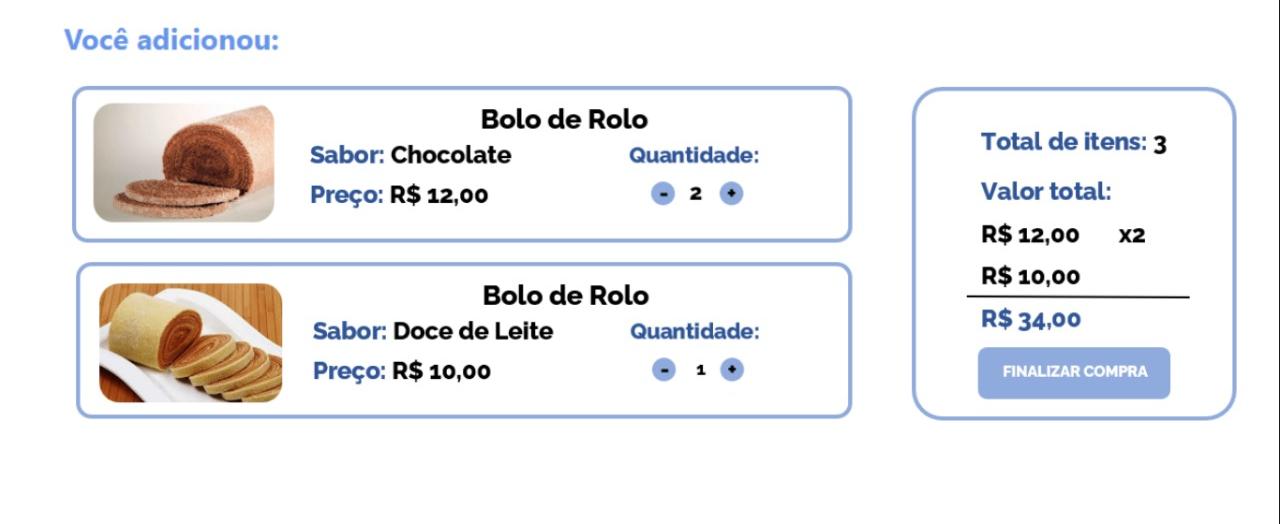 Você adicionou:
Bolo de Rolo
Sabor: Chocolate
Quantidade:
Preço: R$ 12,00
- 2 +
Bolo de Rolo
Sabor: Doce de Leite
Quantidade:
Preço: R$ 10,00
- 1 +
Total de itens: 3
Valor total:
R$ 12,00 x2
R$ 10,00
R$ 34,00
FINALIZAR COMPRA